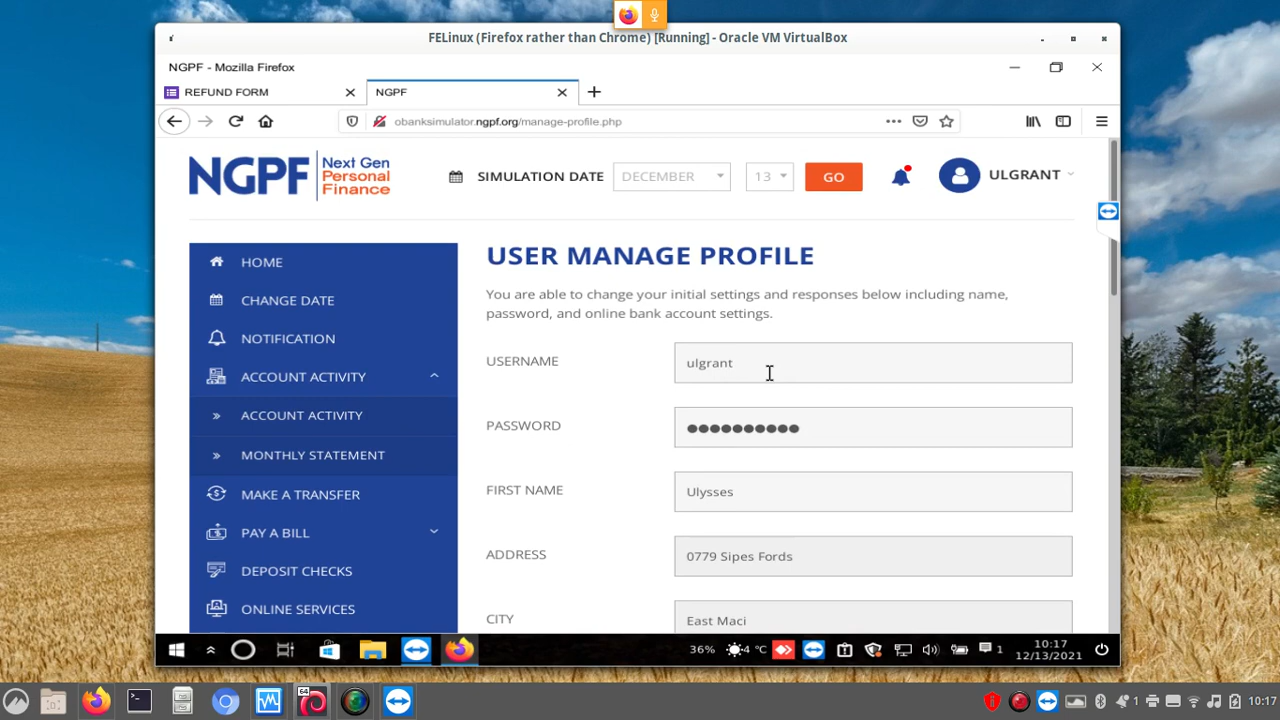 FELinux (Firefox rather than Chrome) [Running] - Oracle VM VirtualBox
NGPF - Mozilla Firefox
REFUND FORM
NGPF
obanksimulator.ngpf.org/manage-profile.php
NGPF
Next Gen
Personal
Finance
SIMULATION DATE
DECEMBER
13
GO
ULGRANT
HOME
CHANGE DATE
NOTIFICATION
ACCOUNT ACTIVITY
ACCOUNT ACTIVITY
MONTHLY STATEMENT
MAKE A TRANSFER
PAY A BILL
DEPOSIT CHECKS
ONLINE SERVICES
USER MANAGE PROFILE
You are able to change your initial settings and responses below including name,
password, and online bank account settings.
USERNAME
ulgrant
PASSWORD
●●●●●●●●●●
FIRST NAME
Ulysses
ADDRESS
0779 Sipes Fords
CITY
East Maci
36%
4 °C
1
10:17
12/13/2021
64
1
10:17